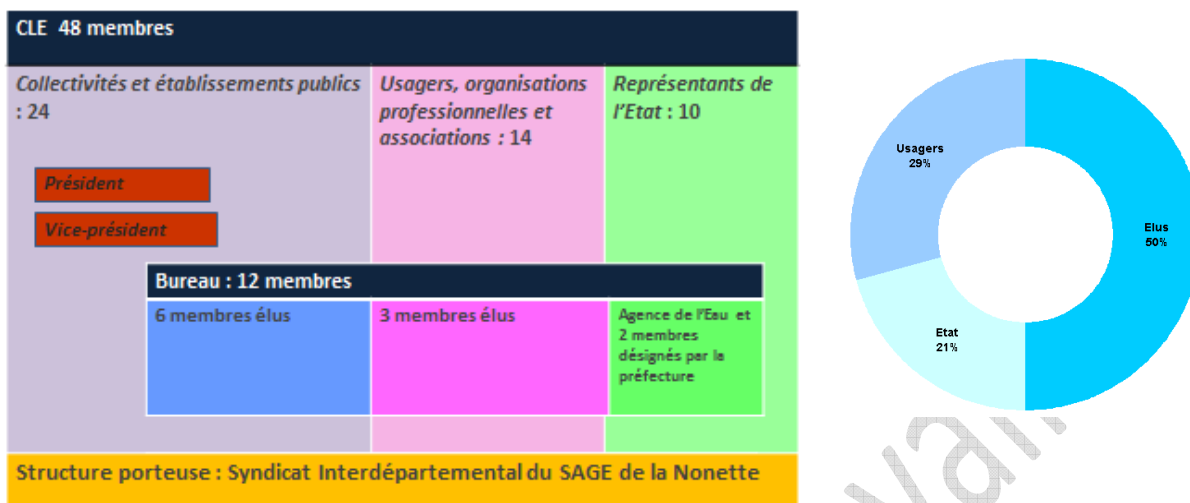 CLE 48 membres
Collectivités et établissements publics
: 24
Usagers, organisations
professionnelles et
associations : 14
Représentants de
l'Etat : 10
Président
Vice-président
Bureau : 12 membres
6 membres élus
3 membres élus
Agence de l'Eau et
2 membres
désignés par la
préfecture
Structure porteuse : Syndicat Interdépartemental du SAGE de la Nonette
Usagers
29%
Elus
50%
Etat
21%